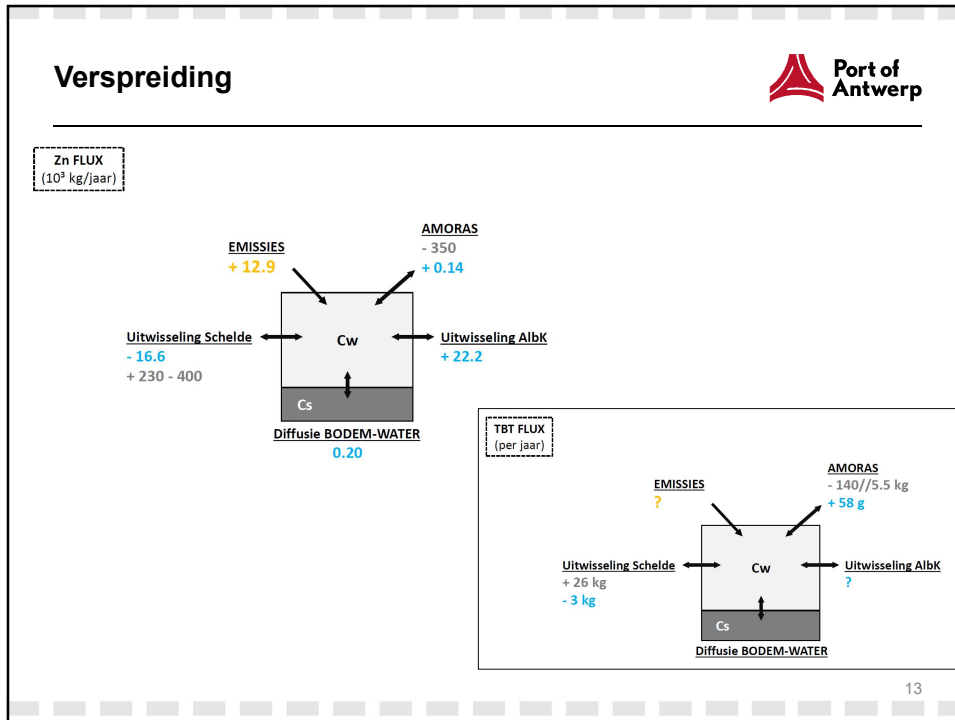 Verspreiding
Port of
Antwerp
Zn FLUX
(10³ kg/jaar)
AMORAS
- 350
+ 0.14
EMISSIES
+ 12.9
Uitwisseling Schelde
- 16.6
+ 230 - 400
Cw
Uitwisseling AlbK
+ 22.2
Cs
Diffusie BODEM-WATER
0.20
TBT FLUX
(per jaar)
AMORAS
- 140//5.5 kg
+ 58 g
EMISSIES
?
Uitwisseling Schelde
+ 26 kg
- 3 kg
Cw
Uitwisseling AlbK
?
Cs
Diffusie BODEM-WATER
13